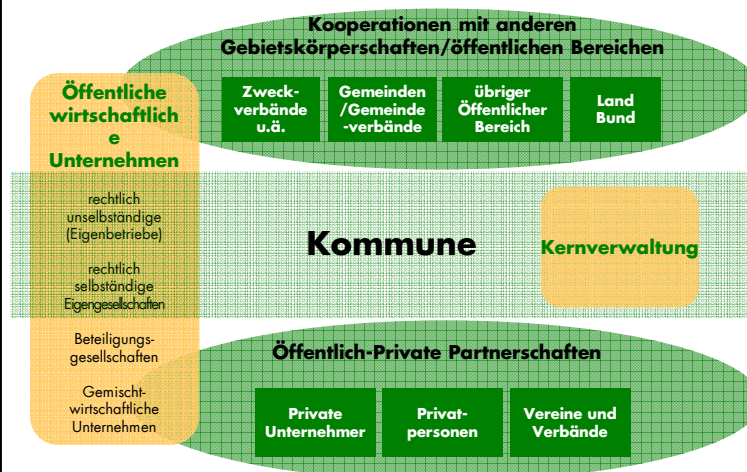 Kooperationen mit anderen
Gebietskörperschaften/öffentlichen Bereichen
Zweck-
verbände
u.ä.
Gemeinden
/Gemeinde
-verbände
übriger
Öffentlicher
Bereich
Land
Bund
Öffentliche
wirtschaftlich
e
Unternehmen
rechtlich
unselbständige
(Eigenbetriebe)
rechtlich
selbständige
Eigengesellschaften
Beteiligungs-
gesellschaften
Gemischt-
wirtschaftliche
Unternehmen
Kommune
Kernverwaltung
Öffentlich-Private Partnerschaften
Private
Unternehmer
Privat-
personen
Vereine und
Verbände